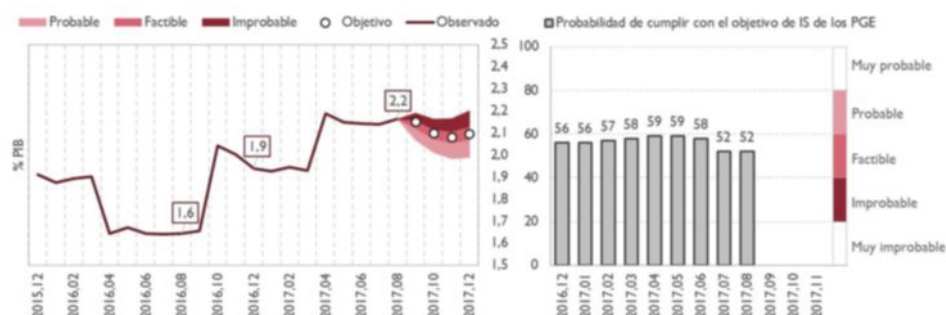 Probable Factible Improbable Objetivo Observado
% PIB
2,5
2,4
2,3
2,2
2,1
2,0
1,9
1,8
1,7
1,6
1,5
1,6
1,9
2,2
2015,12 2016,02 2016,04 2016,06 2016,08 2016,10 2016,12 2017,02 2017,04 2017,06 2017,08 2017,10 2017,12
Probabilidad de cumplir con el objetivo de IS de los PGE
100
80
60
40
20
0
56 56 57 58 59 59 58 52 52
2016,12 2017,01 2017,02 2017,03 2017,04 2017,05 2017,06 2017,07 2017,08 2017,09 2017,10 2017,11
Muy probable
Probable
Factible
Improbable
Muy improbable